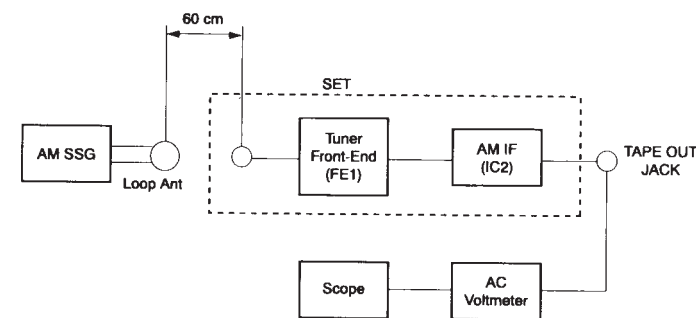 60 cm
SET
AM SSG
Loop Ant
Tuner
Front-End
(FE1)
AM IF
(IC2)
TAPE OUT
JACK
Scope
AC
Voltmeter